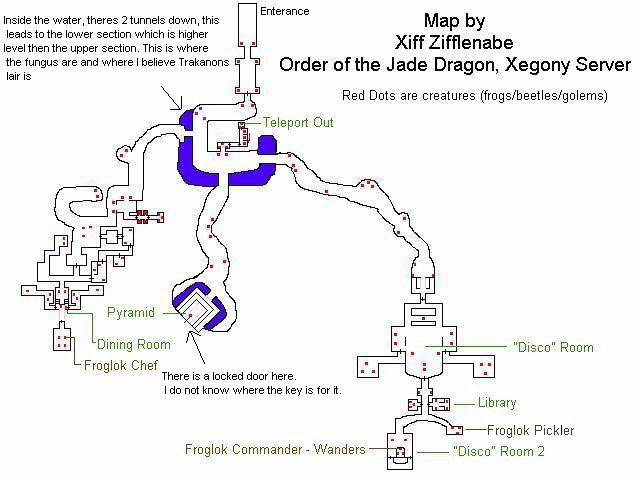 Inside the water, theres 2 tunnels down, this
leads to the lower section which is higher
level then the upper section. This is where
the fungus are and where I believe Trakanons
lair is
Entrance
Map by
Xiff Zifflenabe
Order of the Jade Dragon, Xegony Server
Red Dots are creatures (frogs/beetles/golems)
Teleport Out
Pyramid
Dining Room
Froglok Chef
There is a locked door here.
I do not know where the key is for it.
"Disco" Room
Library
Froglok Pickler
Froglok Commander - Wanders
"Disco" Room 2